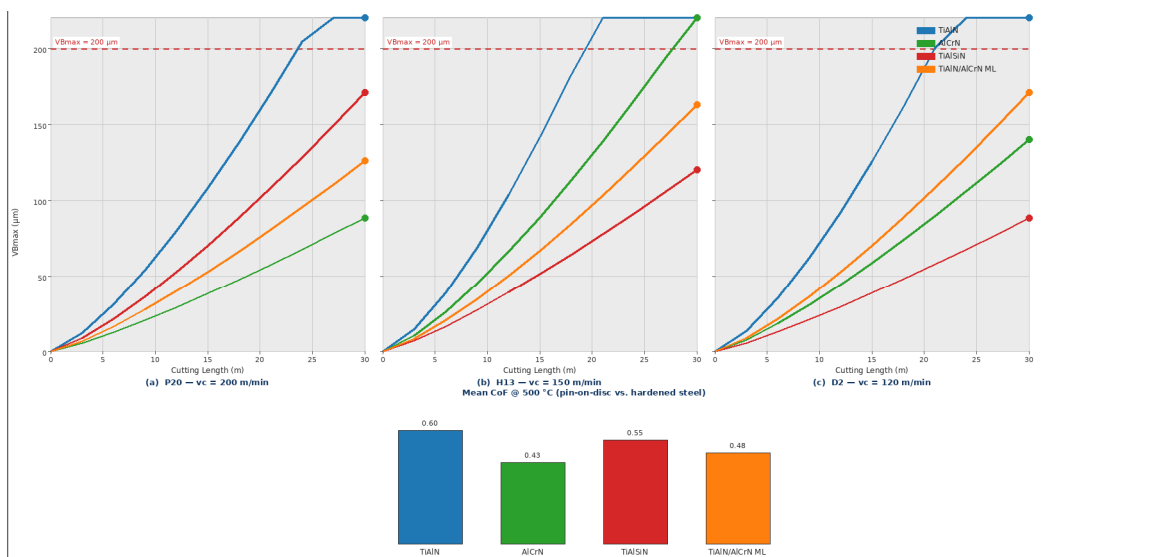 VBmax = 200 μm
VBmax = 200 μm
VBmax = 200 μm
TiAlN
AlCrN
TiAlSiN
TiAlN/AlCrN ML
VBmax (μm)
200
150
100
50
0
0 5 10 15 20 25 30
0 5 10 15 20 25 30
0 5 10 15 20 25 30
Cutting Length (m)
Cutting Length (m)
Cutting Length (m)
(a) P20 — vc = 200 m/min
(b) H13 — vc = 150 m/min
(c) D2 — vc = 120 m/min
Mean CoF @ 500 °C (pin-on-disc vs. hardened steel)
0.60
0.43
0.55
0.48
TiAlN
AlCrN
TiAlSiN
TiAlN/AlCrN ML